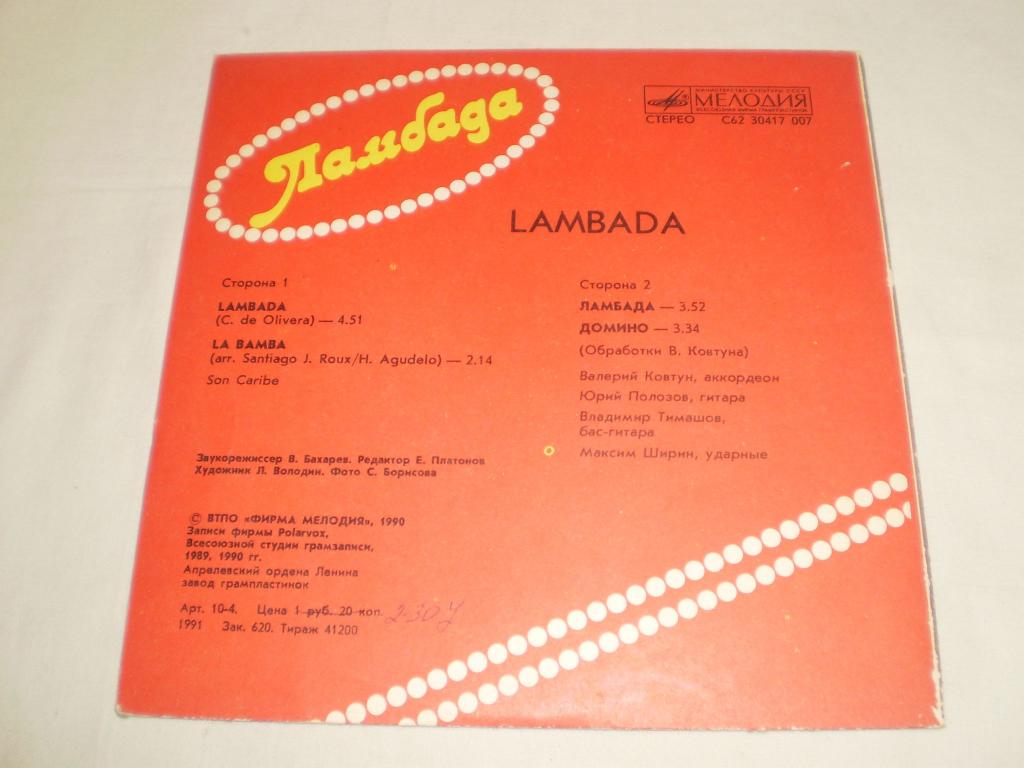 Ламбада
МИНИСТЕРСТВО КУЛЬТУРЫ СССР
МЕЛОДИЯ
ВСЕСОЮЗНАЯ ФИРМА ГРАМПЛАСТИНОК
СТЕРЕО С62 30417 007
LAMBADA
Сторона 1
LAMBADA
(C. de Olivera) — 4.51
LA BAMBA
(arr. Santiago J. Roux/H. Agudelo) — 2.14
Son Caribe
Сторона 2
ЛАМБАДА — 3.52
ДОМИНО — 3.34
(Обработки В. Ковтуна)
Валерий Ковтун, аккордеон
Юрий Полозов, гитара
Владимир Тимашов,
бас-гитара
Максим Ширин, ударные
Звукорежиссер В. Бахарев. Редактор Е. Платонов
Художник Л. Володин. Фото С. Борисова
© ВТПО «ФИРМА МЕЛОДИЯ», 1990
Записи фирмы Polarvox,
Всесоюзной студии грамзаписи,
1989, 1990 гг.
Апрелевский ордена Ленина
завод грампластинок
Арт. 10-4. Цена 1 руб. 20 коп.
1991 Зак. 620. Тираж 41200